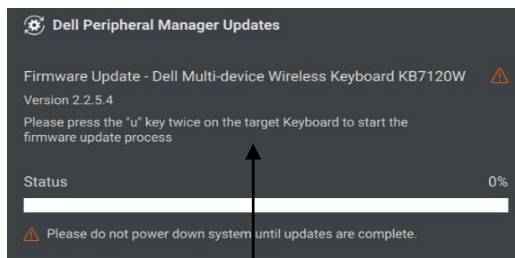 Dell Peripheral Manager Updates
Firmware Update - Dell Multi-device Wireless Keyboard KB7120W
Version 2.2.5.4
Please press the "u" key twice on the target Keyboard to start the
firmware update process
Status 0%
Please do not power down system until updates are complete.